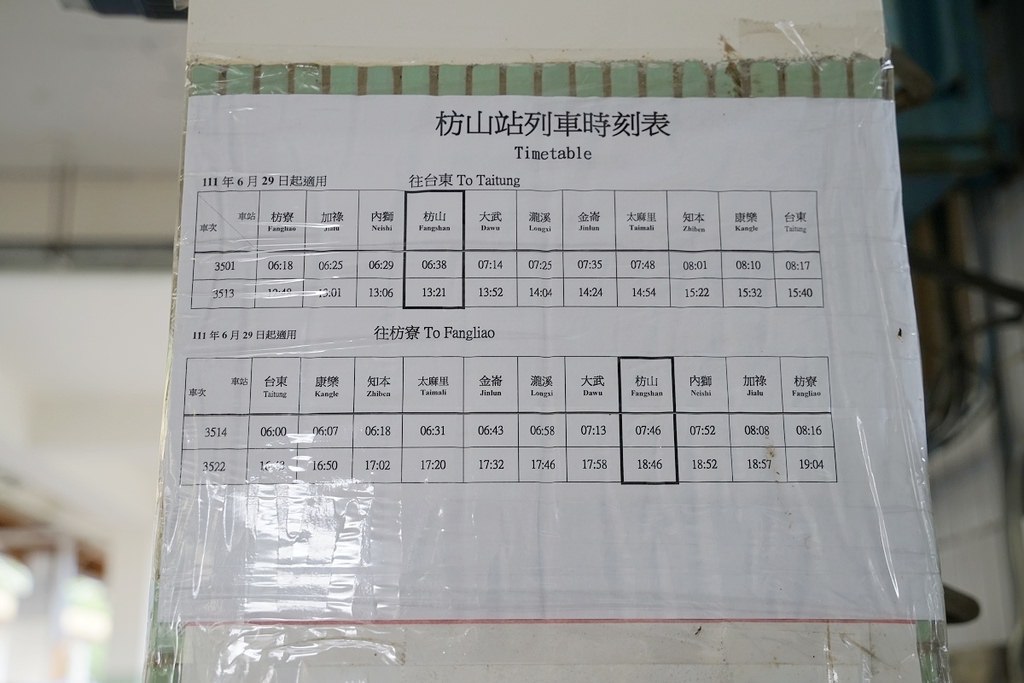 枋山站列車時刻表
Timetable
111 年 6 月 29 日起適用 往台東 To Taitung
車站 車次 枋寮 加祿 內獅 枋山 大武 瀧溪 金崙 太麻里 知本 康樂 台東
Fangliao Jialu Neishi Fangshan Dawu Longxi Jinlun Taimali Zhiben Kangle Taitung
3501 06:18 06:25 06:29 06:38 07:14 07:25 07:35 07:48 08:01 08:10 08:17
3513 13:01 13:06 13:21 13:52 14:04 14:24 14:54 15:22 15:32 15:40
111 年 6 月 29 日起適用 往枋寮 To Fangliao
車站 車次 台東 康樂 知本 太麻里 金崙 瀧溪 大武 枋山 內獅 加祿 枋寮
Taitung Kangle Zhiben Taimali Jinlun Longxi Dawu Fangshan Neishi Jialu Fangliao
3514 06:00 06:07 06:18 06:31 06:43 06:58 07:13 07:46 07:52 08:08 08:16
3522 16:50 17:02 17:20 17:32 17:46 17:58 18:46 18:52 18:57 19:04